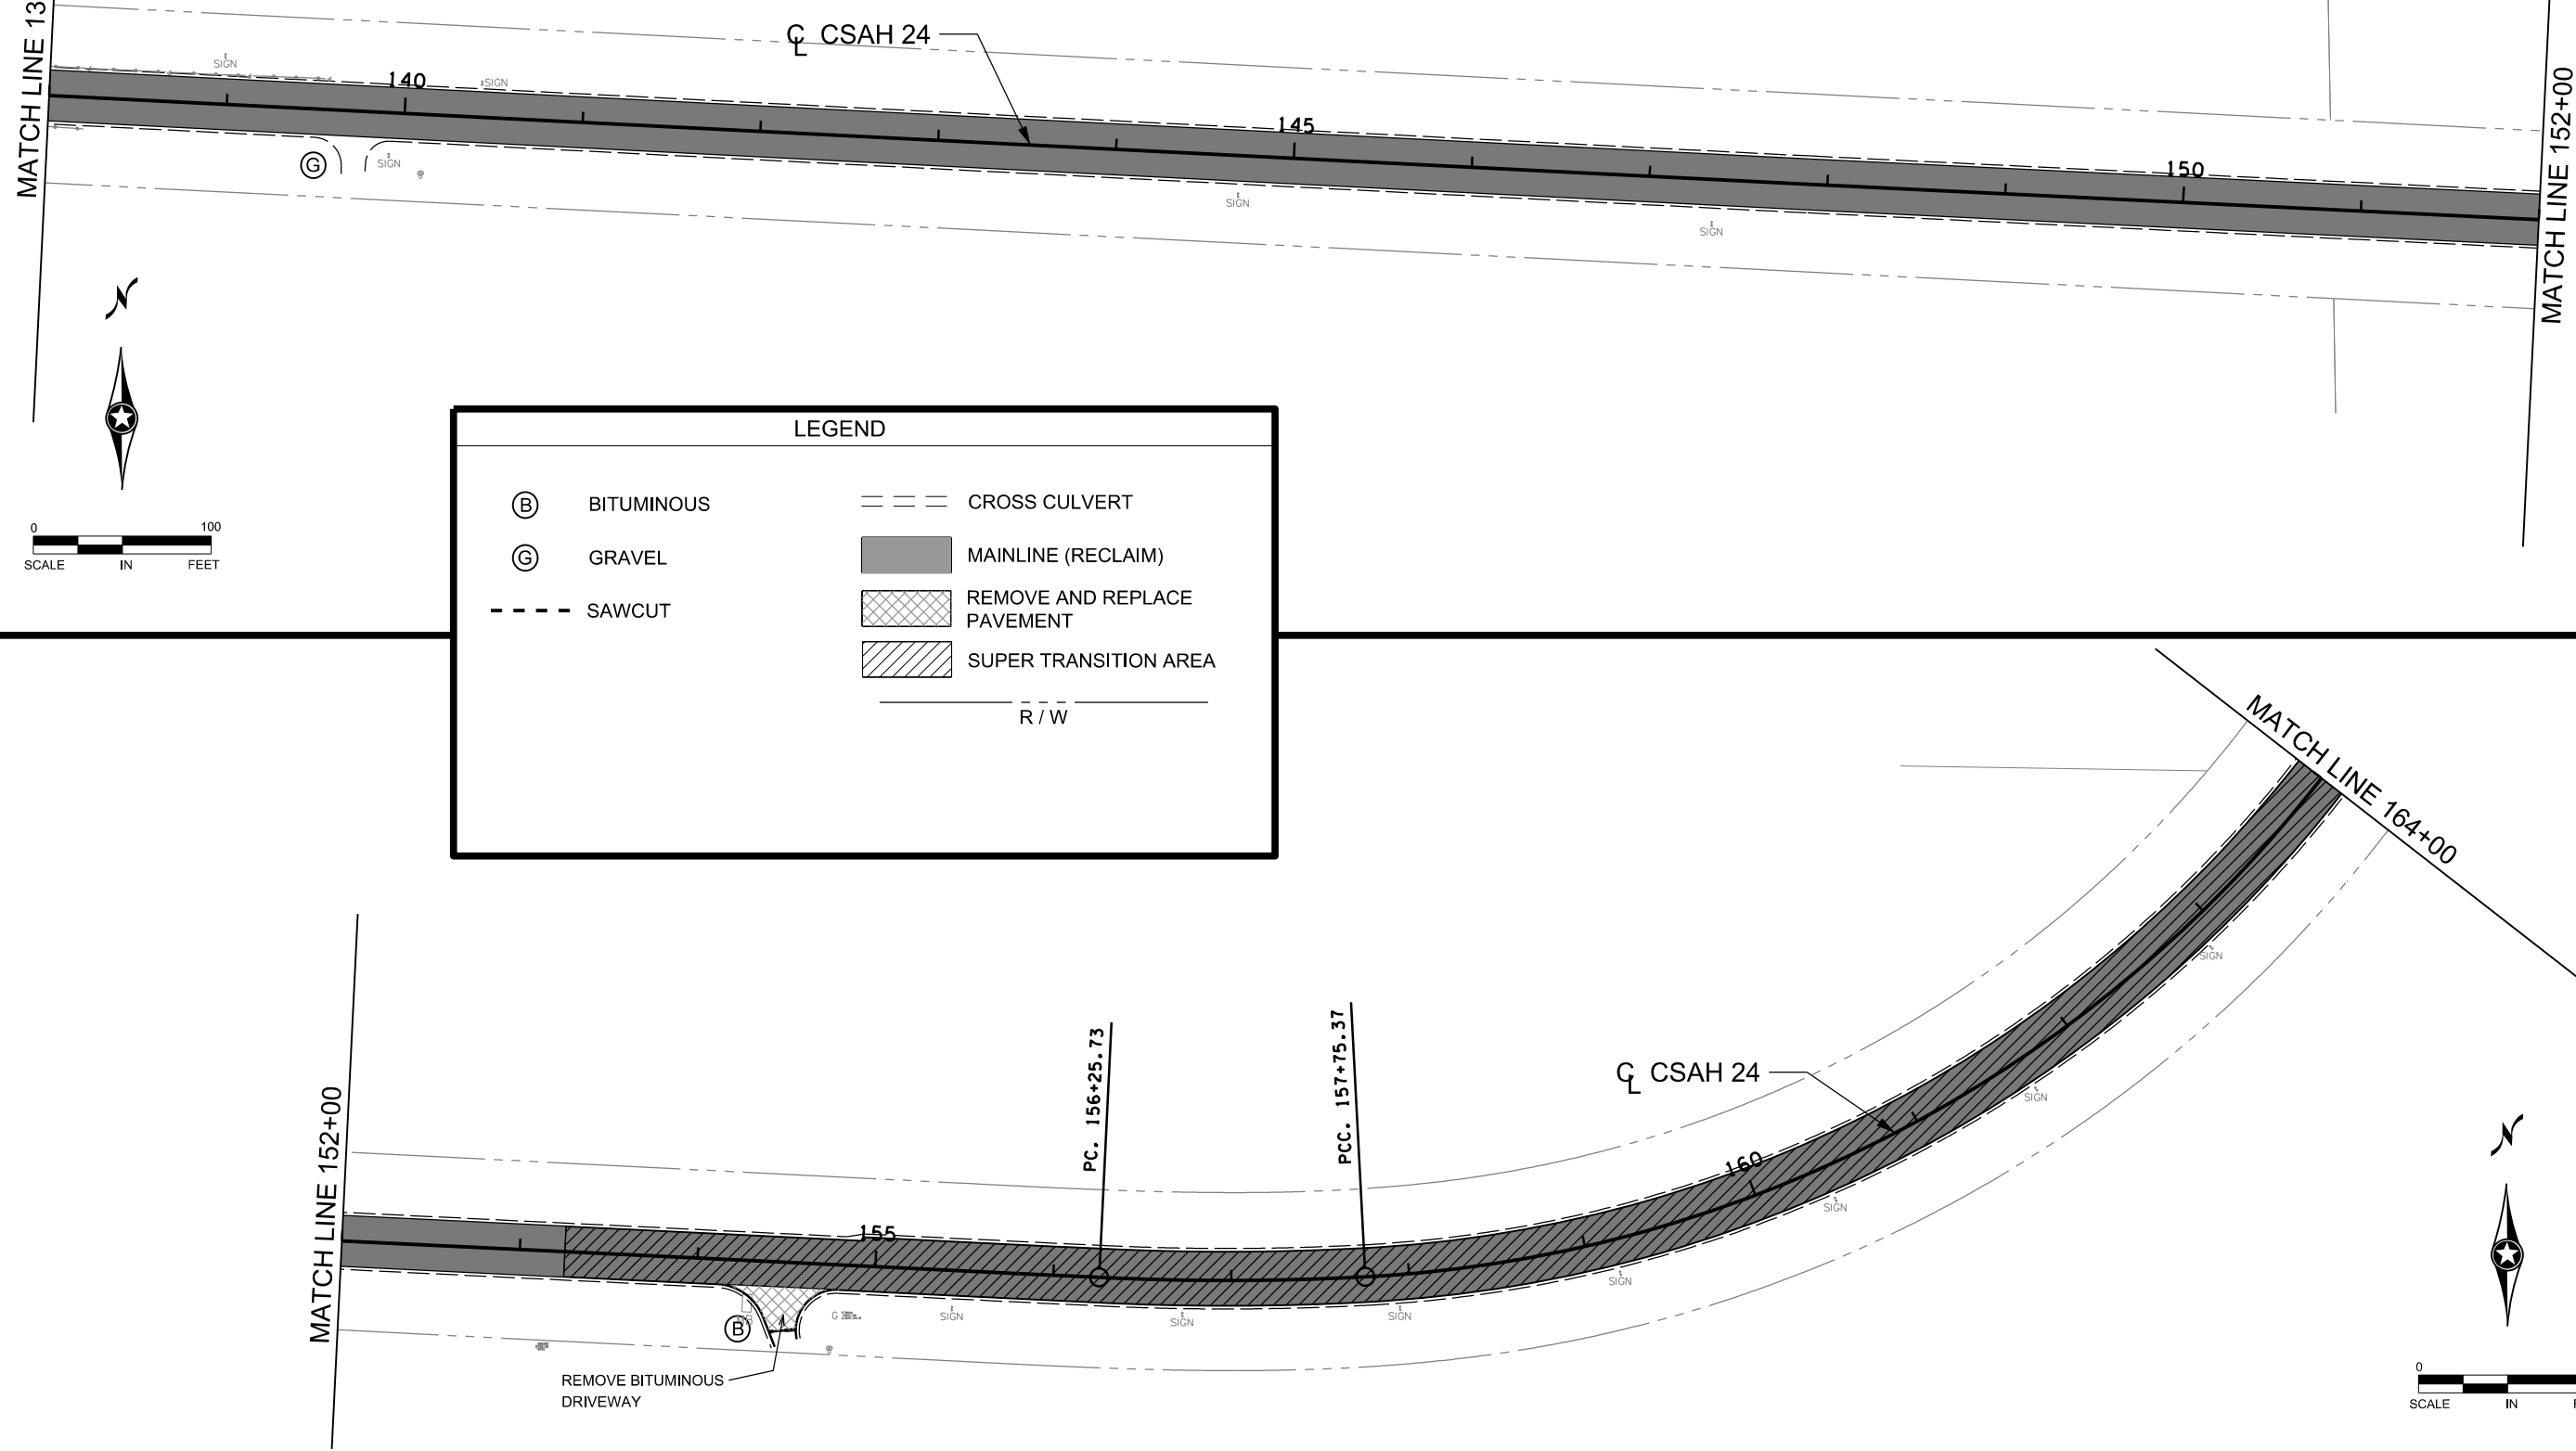 MATCH LINE 13
℄ CSAH 24
SIGN
140
SIGN
145
150
MATCH LINE 152+00
G
SIGN
SIGN
SIGN
N
0 100
SCALE IN FEET
LEGEND
B BITUMINOUS
G GRAVEL
SAWCUT
CROSS CULVERT
MAINLINE (RECLAIM)
REMOVE AND REPLACE
PAVEMENT
SUPER TRANSITION AREA
R / W
MATCH LINE 164+00
MATCH LINE 152+00
PC. 156+25.73
PCC. 157+75.37
℄ CSAH 24
155
160
SIGN
SIGN
SIGN
SIGN
SIGN
SIGN
SIGN
B
G
REMOVE BITUMINOUS
DRIVEWAY
N
0
SCALE IN